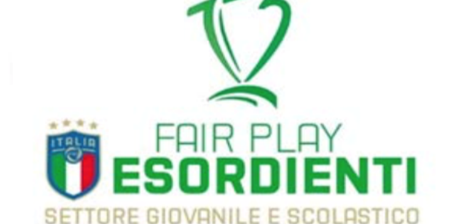 FAIR PLAY
ITALIA
ESORDIENTI
SETTORE GIOVANILE E SCOLASTICO